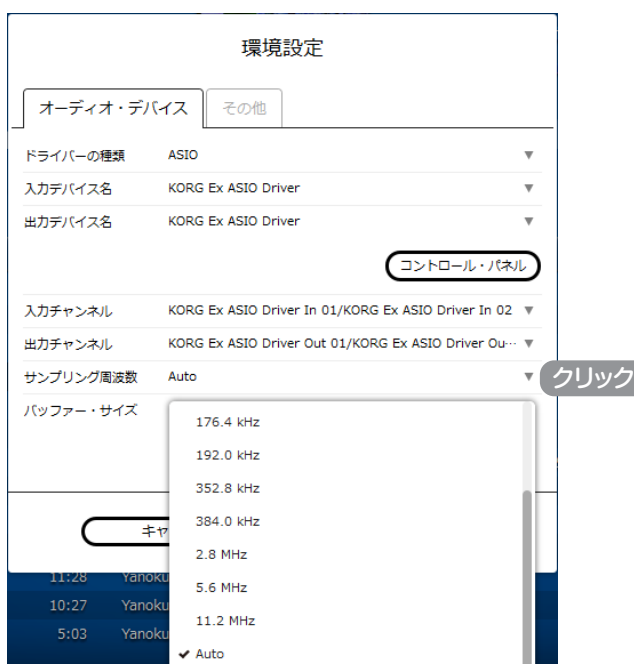 環境設定
オーディオ・デバイス その他
ドライバーの種類 ASIO
入力デバイス名 KORG Ex ASIO Driver
出力デバイス名 KORG Ex ASIO Driver
コントロール・パネル
入力チャンネル KORG Ex ASIO Driver In 01/KORG Ex ASIO Driver In 02
出力チャンネル KORG Ex ASIO Driver Out 01/KORG Ex ASIO Driver Ou…
サンプリング周波数 Auto クリック
バッファー・サイズ
176.4 kHz
192.0 kHz
352.8 kHz
384.0 kHz
キャ
2.8 MHz
11:28 Yanoku
5.6 MHz
10:27 Yanoku
11.2 MHz
5:03 Yanoku
✔ Auto